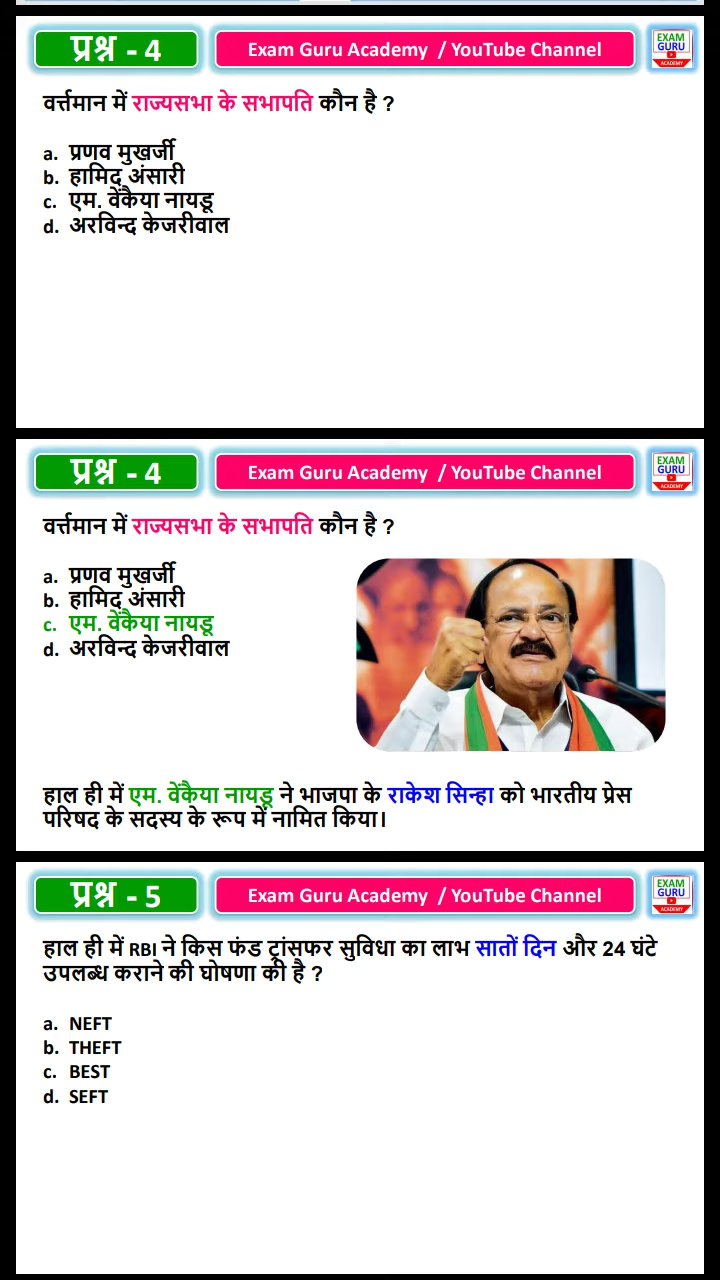 प्रश्न - 4
Exam Guru Academy / YouTube Channel
EXAM
GURU
ACADEMY
वर्त्तमान में राज्यसभा के सभापति कौन है ?
a. प्रणव मुखर्जी
b. हामिद अंसारी
c. एम. वेंकैया नायडू
d. अरविन्द केजरीवाल
प्रश्न - 4
Exam Guru Academy / YouTube Channel
EXAM
GURU
ACADEMY
वर्त्तमान में राज्यसभा के सभापति कौन है ?
a. प्रणव मुखर्जी
b. हामिद अंसारी
c. एम. वेंकैया नायडू
d. अरविन्द केजरीवाल
हाल ही में एम. वेंकैया नायडू ने भाजपा के राकेश सिन्हा को भारतीय प्रेस
परिषद के सदस्य के रूप में नामित किया।
प्रश्न - 5
Exam Guru Academy / YouTube Channel
EXAM
GURU
ACADEMY
हाल ही में RBI ने किस फंड ट्रांसफर सुविधा का लाभ सातों दिन और 24 घंटे
उपलब्ध कराने की घोषणा की है ?
a. NEFT
b. THEFT
c. BEST
d. SEFT